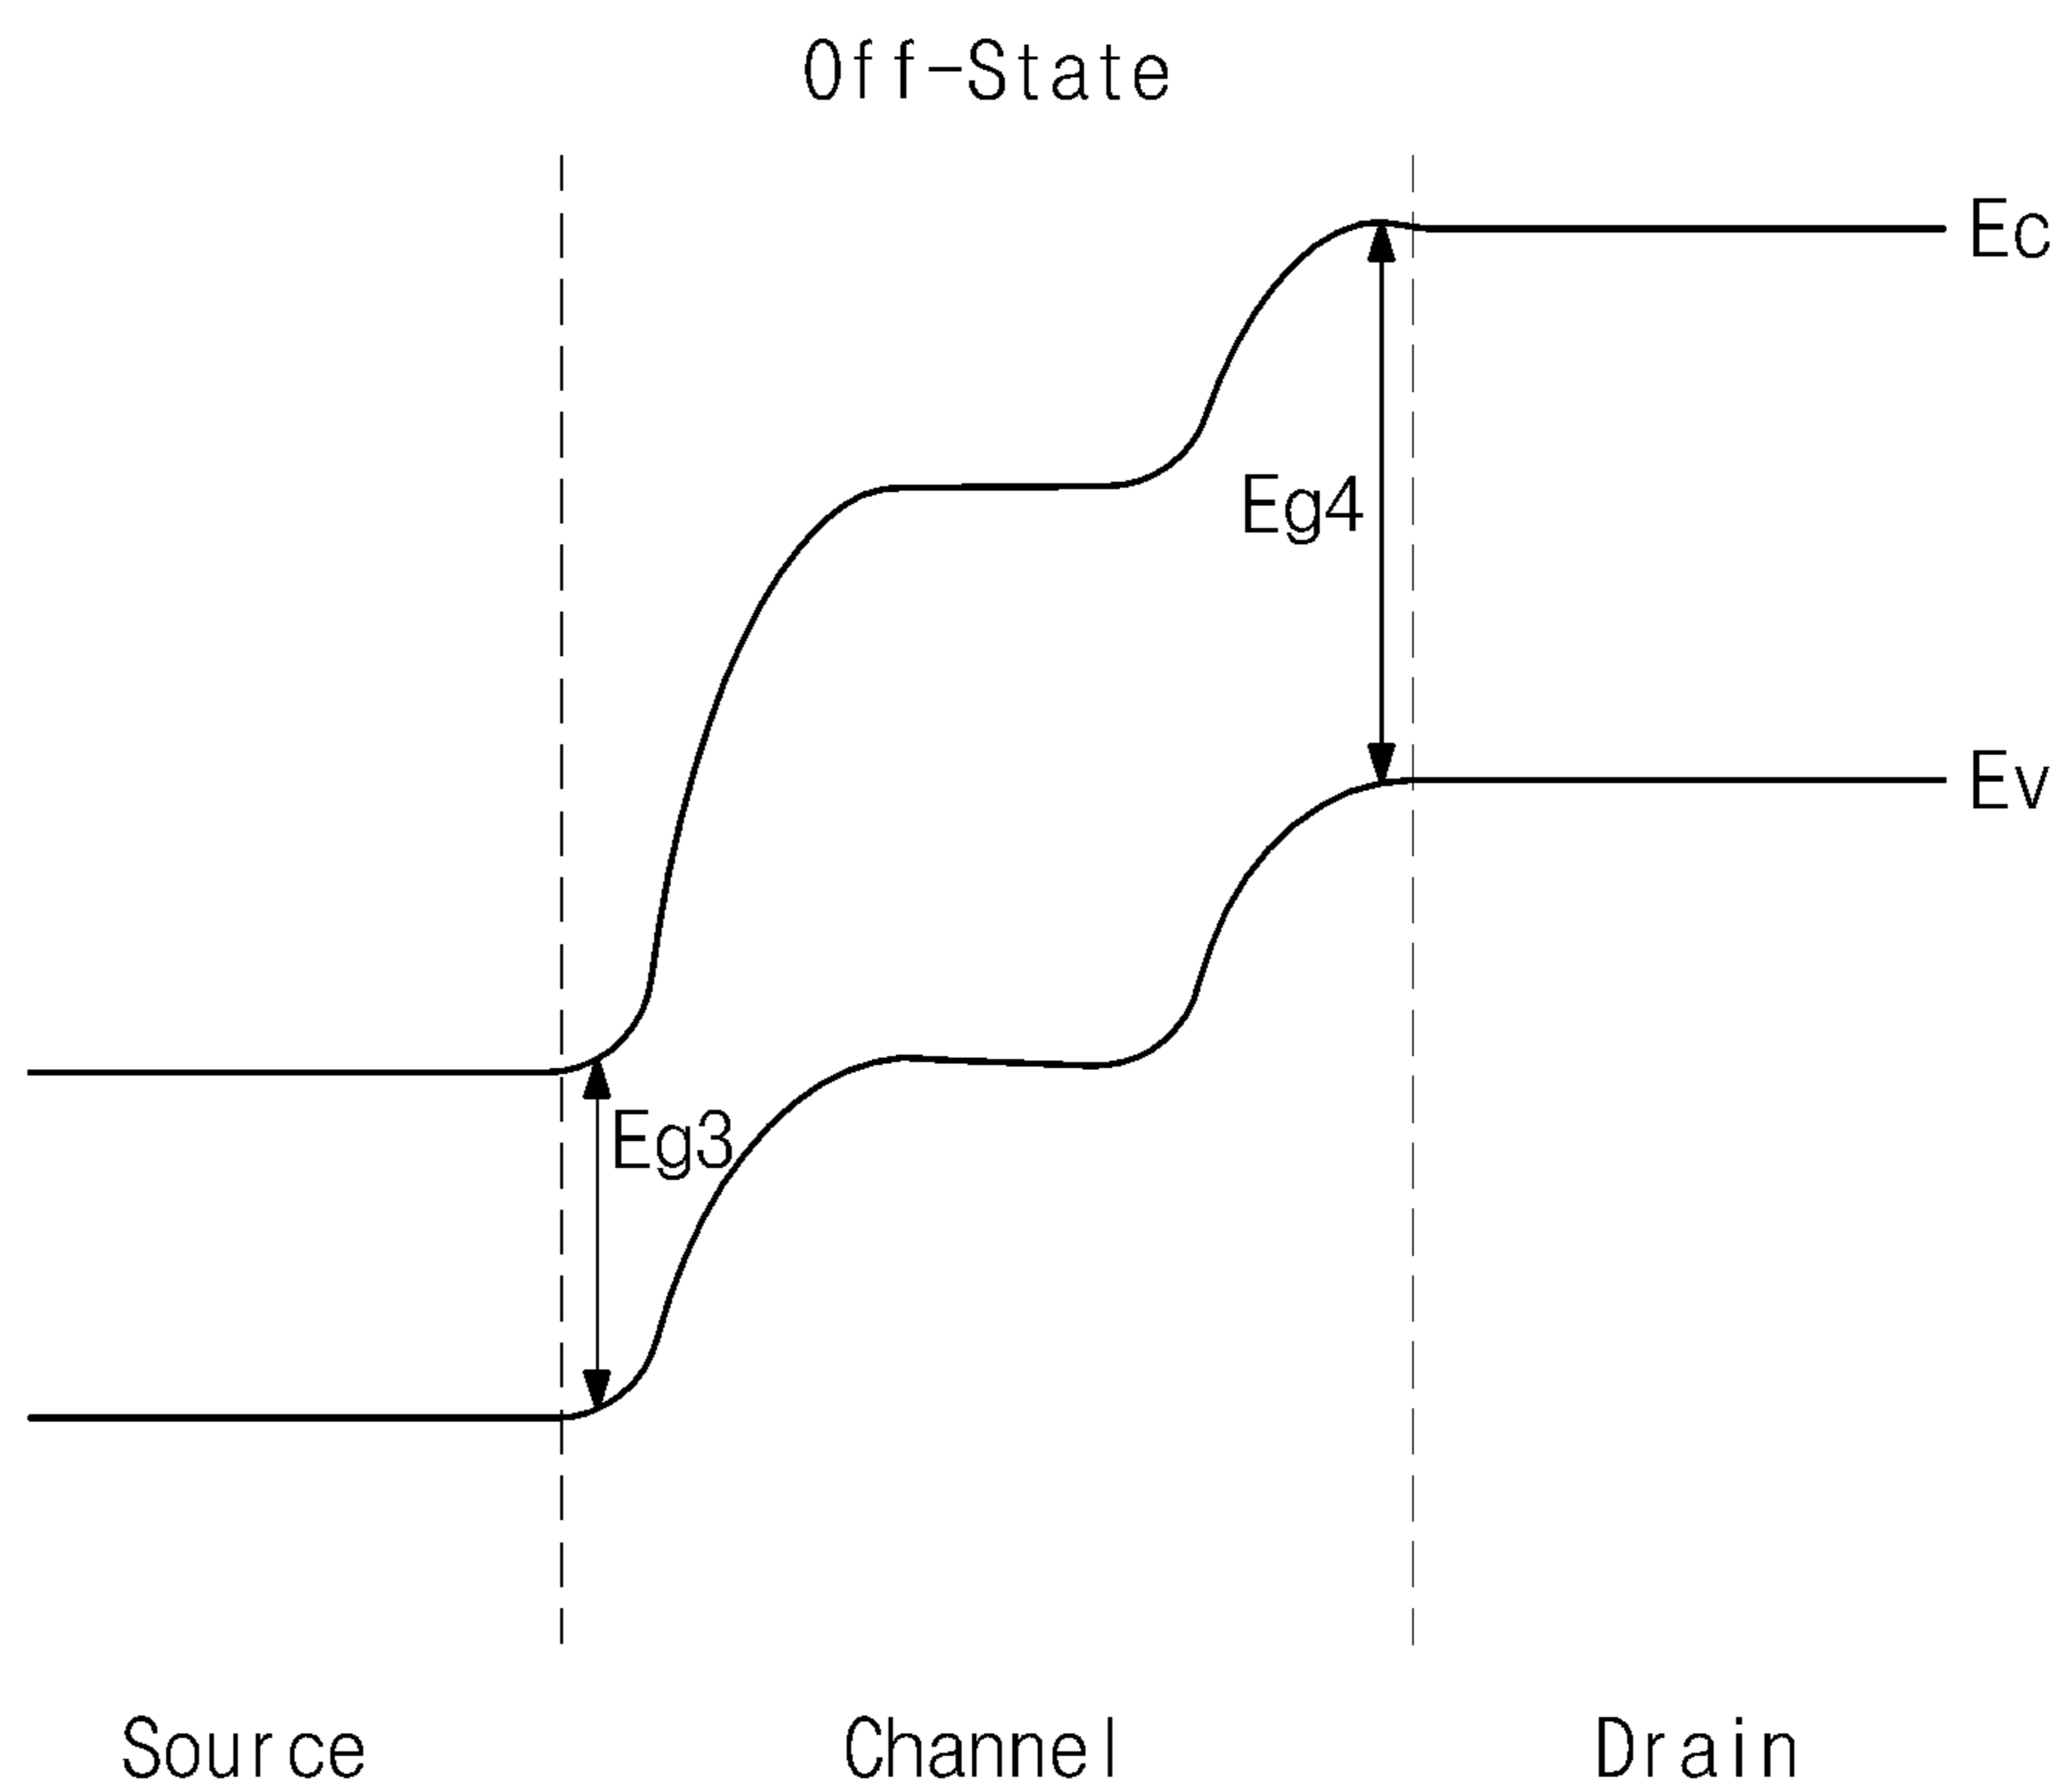 Off-State
Ec
Eg4
Ev
Eg3
Source
Channel
Drain